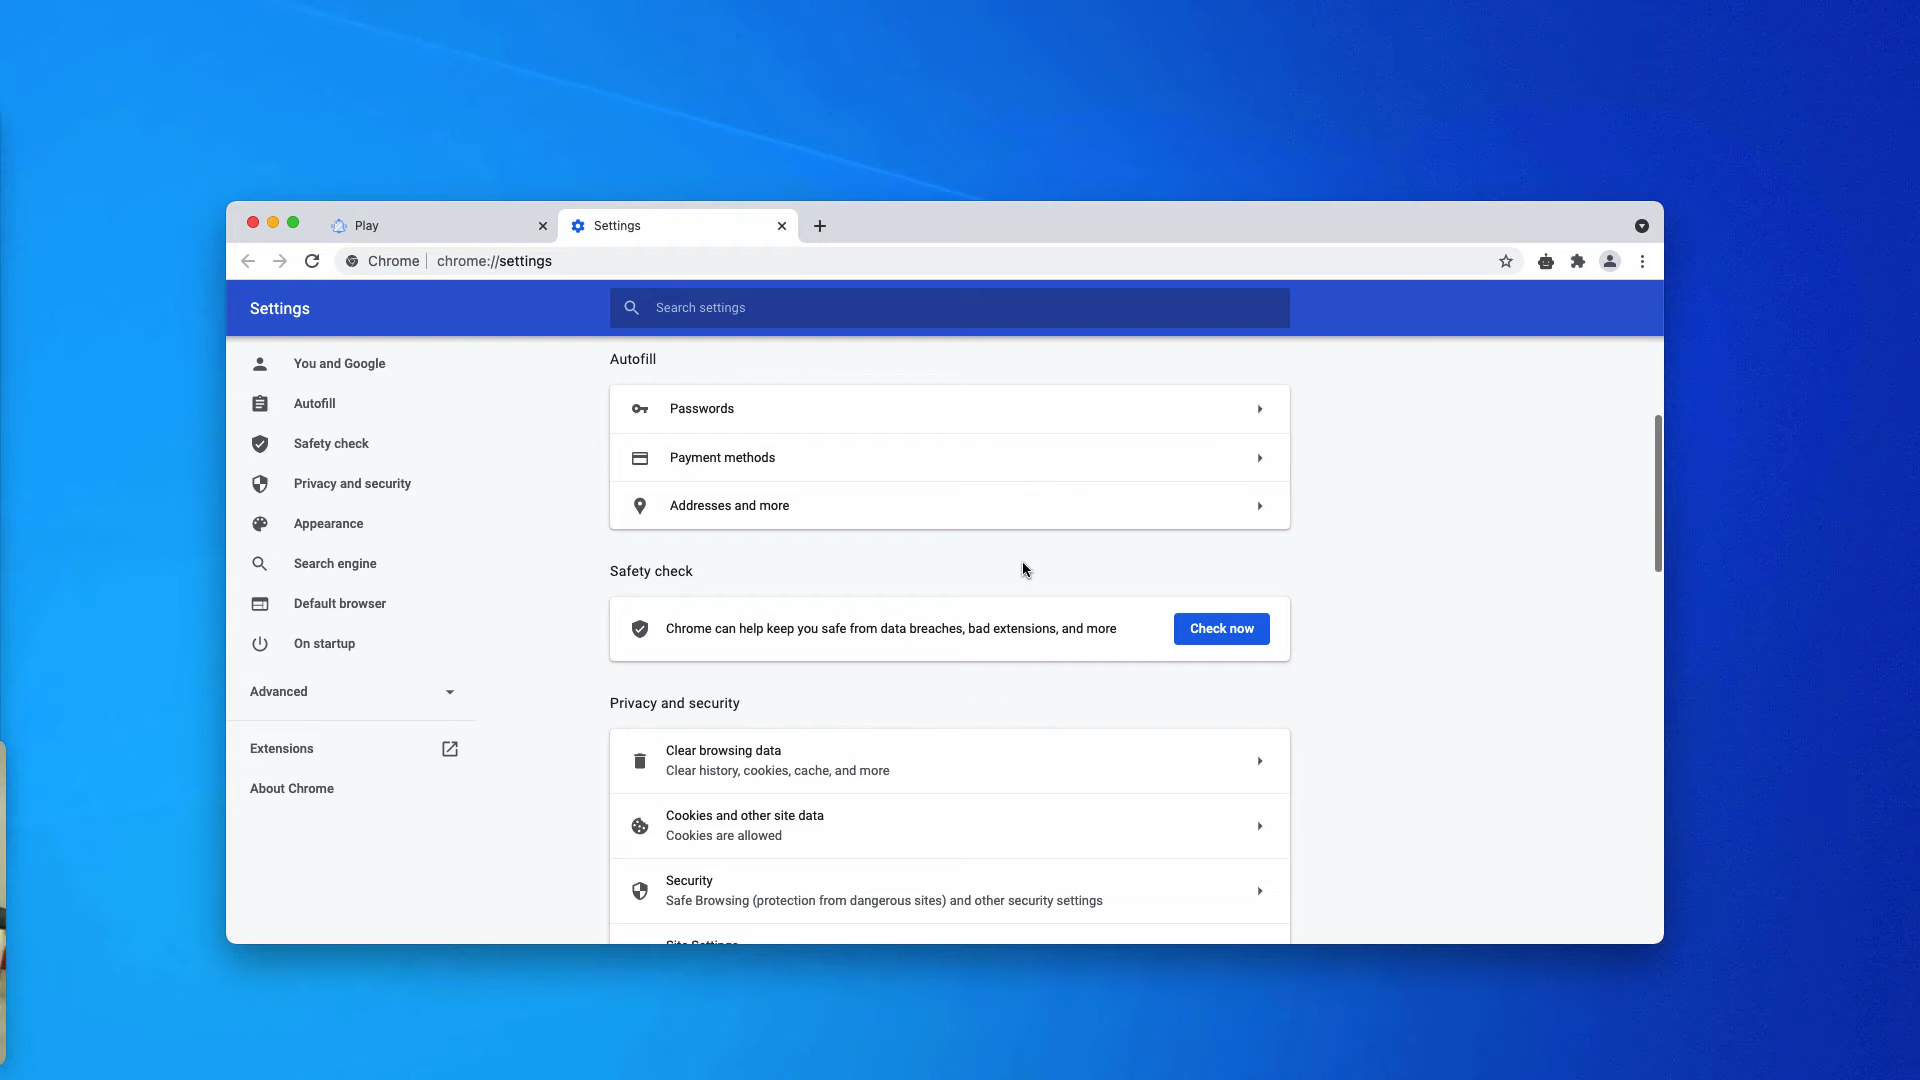 Play
Settings
Chrome
chrome://settings
Settings
Search settings
You and Google
Autofill
Safety check
Privacy and security
Appearance
Search engine
Default browser
On startup
Advanced
Extensions
About Chrome
Autofill
Passwords
Payment methods
Addresses and more
Safety check
Chrome can help keep you safe from data breaches, bad extensions, and more
Check now
Privacy and security
Clear browsing data
Clear history, cookies, cache, and more
Cookies and other site data
Cookies are allowed
Security
Safe Browsing (protection from dangerous sites) and other security settings
Site Settings